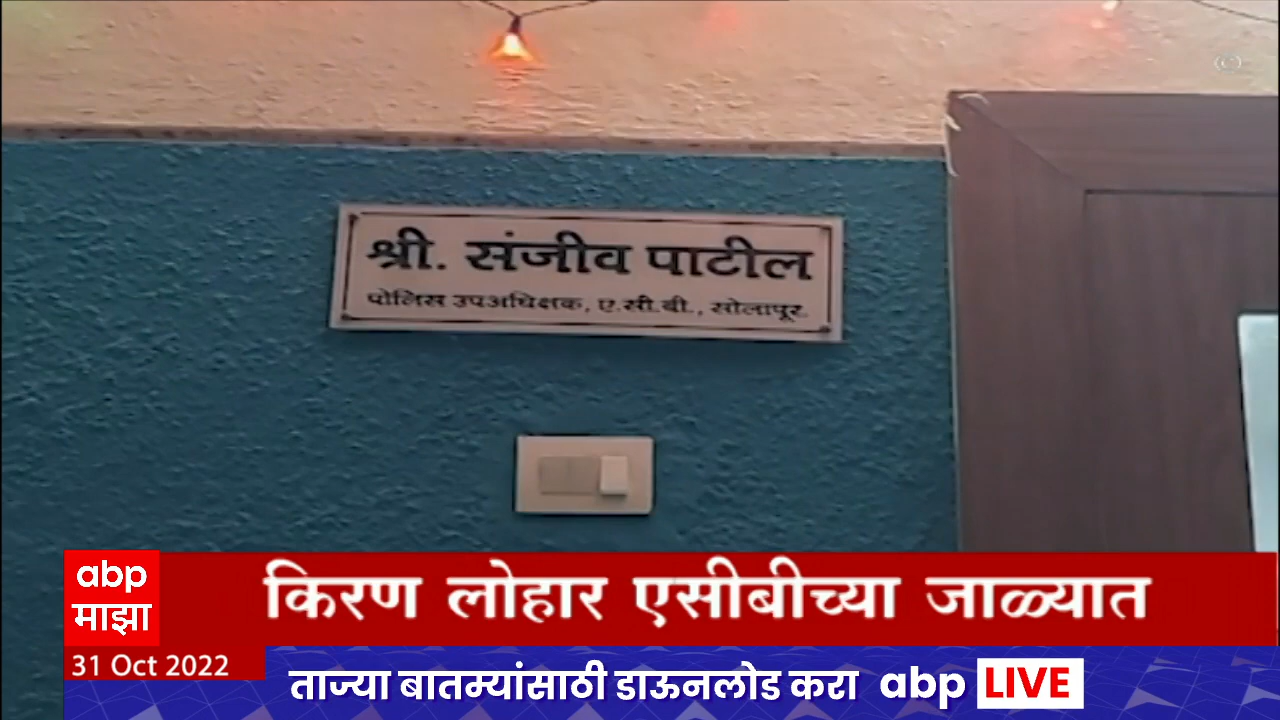 श्री. संजीव पाटील
पोलिस उपअधिक्षक, ए.सी.बी., सोलापूर.
abp
माझा
किरण लोहार एसीबीच्या जाळ्यात
31 Oct 2022
ताज्या बातम्यांसाठी डाऊनलोड करा abp LIVE